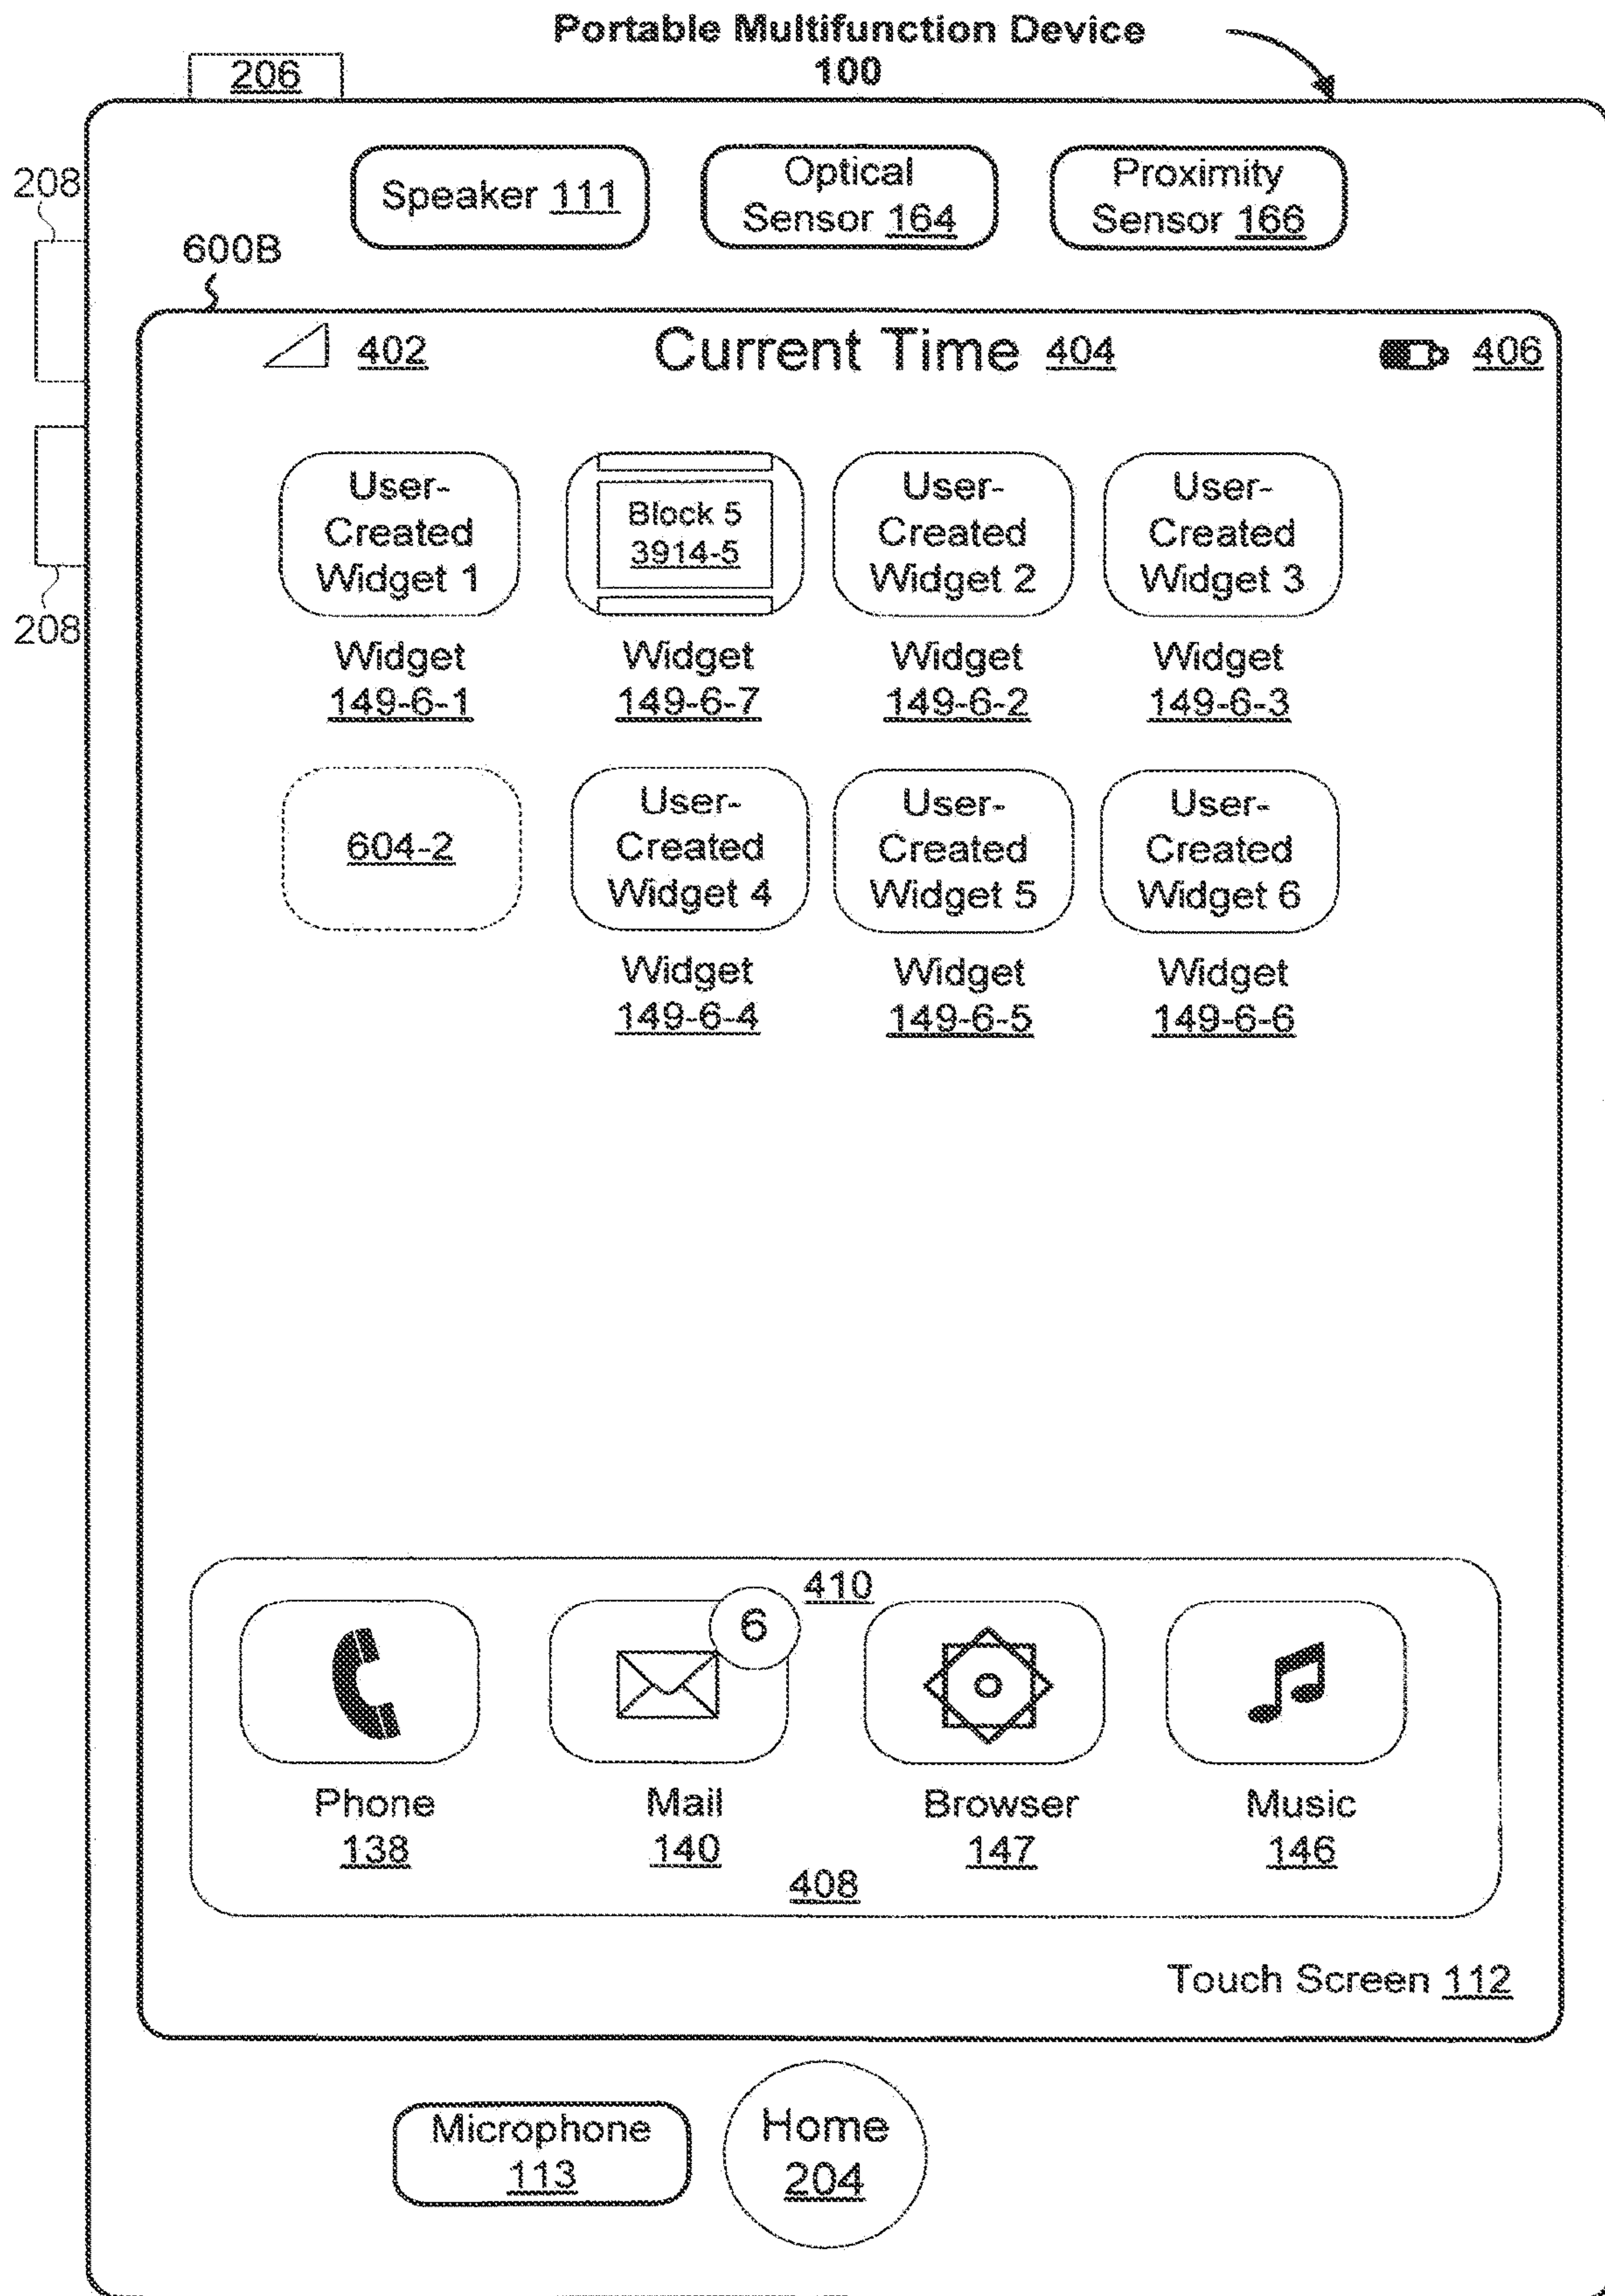 Portable Multifunction Device
100
206
208
Speaker 111
Optical
Sensor 164
Proximity
Sensor 166
600B
402
Current Time 404
406
User-
Created
Widget 1
Block 5
3914-5
User-
Created
Widget 2
User-
Created
Widget 3
208
Widget
149-6-1
Widget
149-6-7
Widget
149-6-2
Widget
149-6-3
604-2
User-
Created
Widget 4
User-
Created
Widget 5
User-
Created
Widget 6
Widget
149-6-4
Widget
149-6-5
Widget
149-6-6
410
6
Phone
138
Mail
140
Browser
147
Music
146
408
Touch Screen 112
Microphone
113
Home
204